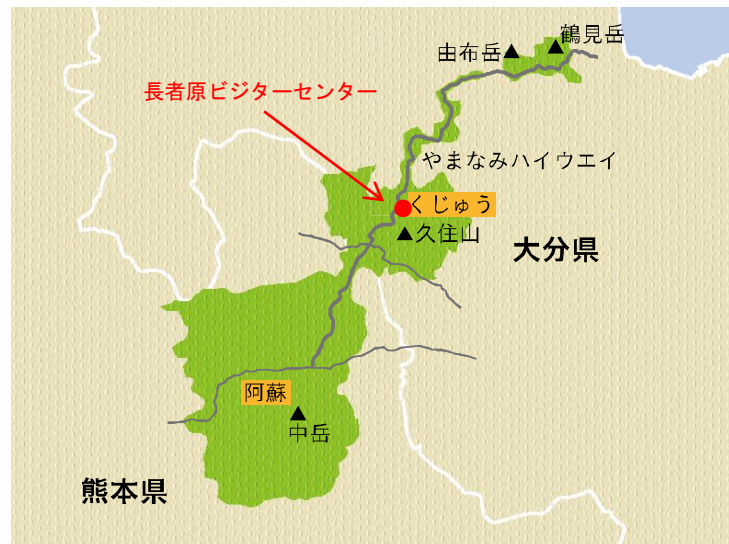 鶴見岳
由布岳
長者原ビジターセンター
やまなみハイウエイ
くじゅう
久住山
大分県
阿蘇
中岳
熊本県